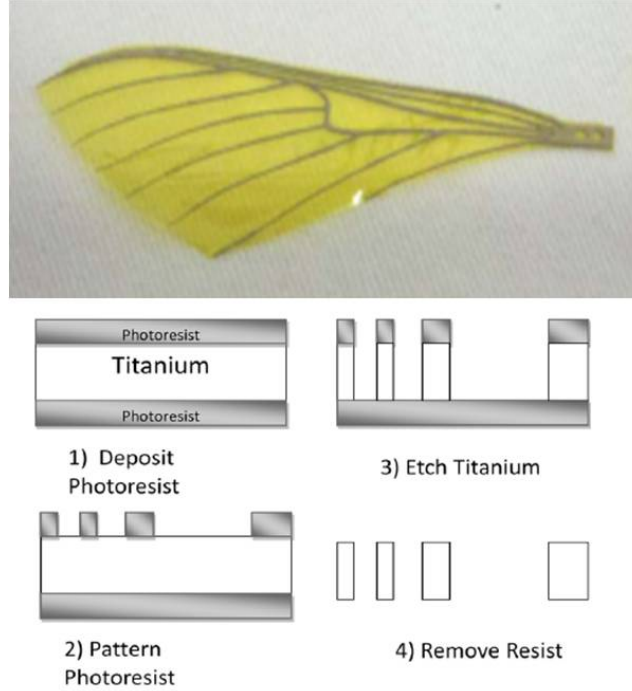 Photoresist
Titanium
Photoresist
1) Deposit
Photoresist
2) Pattern
Photoresist
3) Etch Titanium
4) Remove Resist